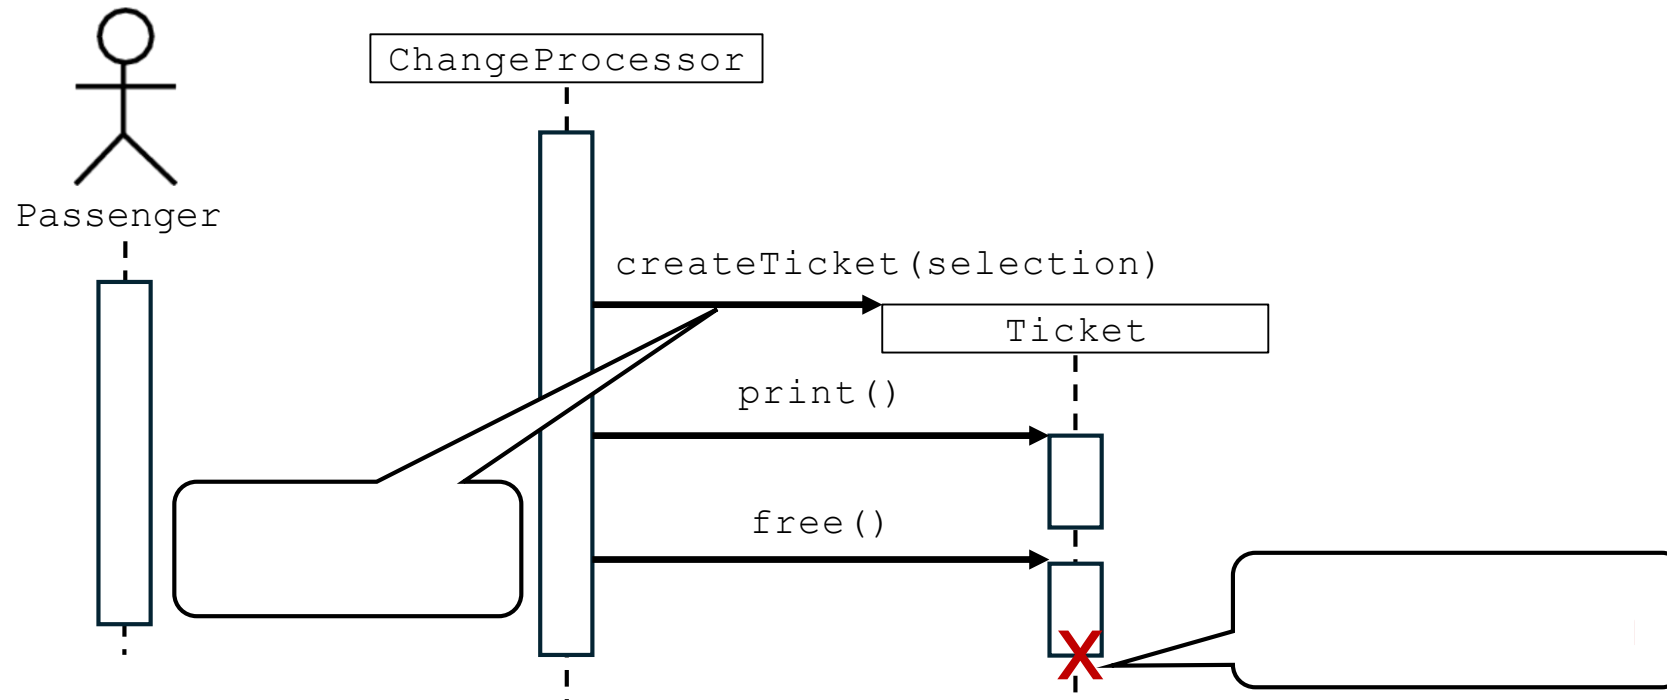 ChangeProcessor
Passenger
createTicket(selection)
Ticket
print()
free()
X